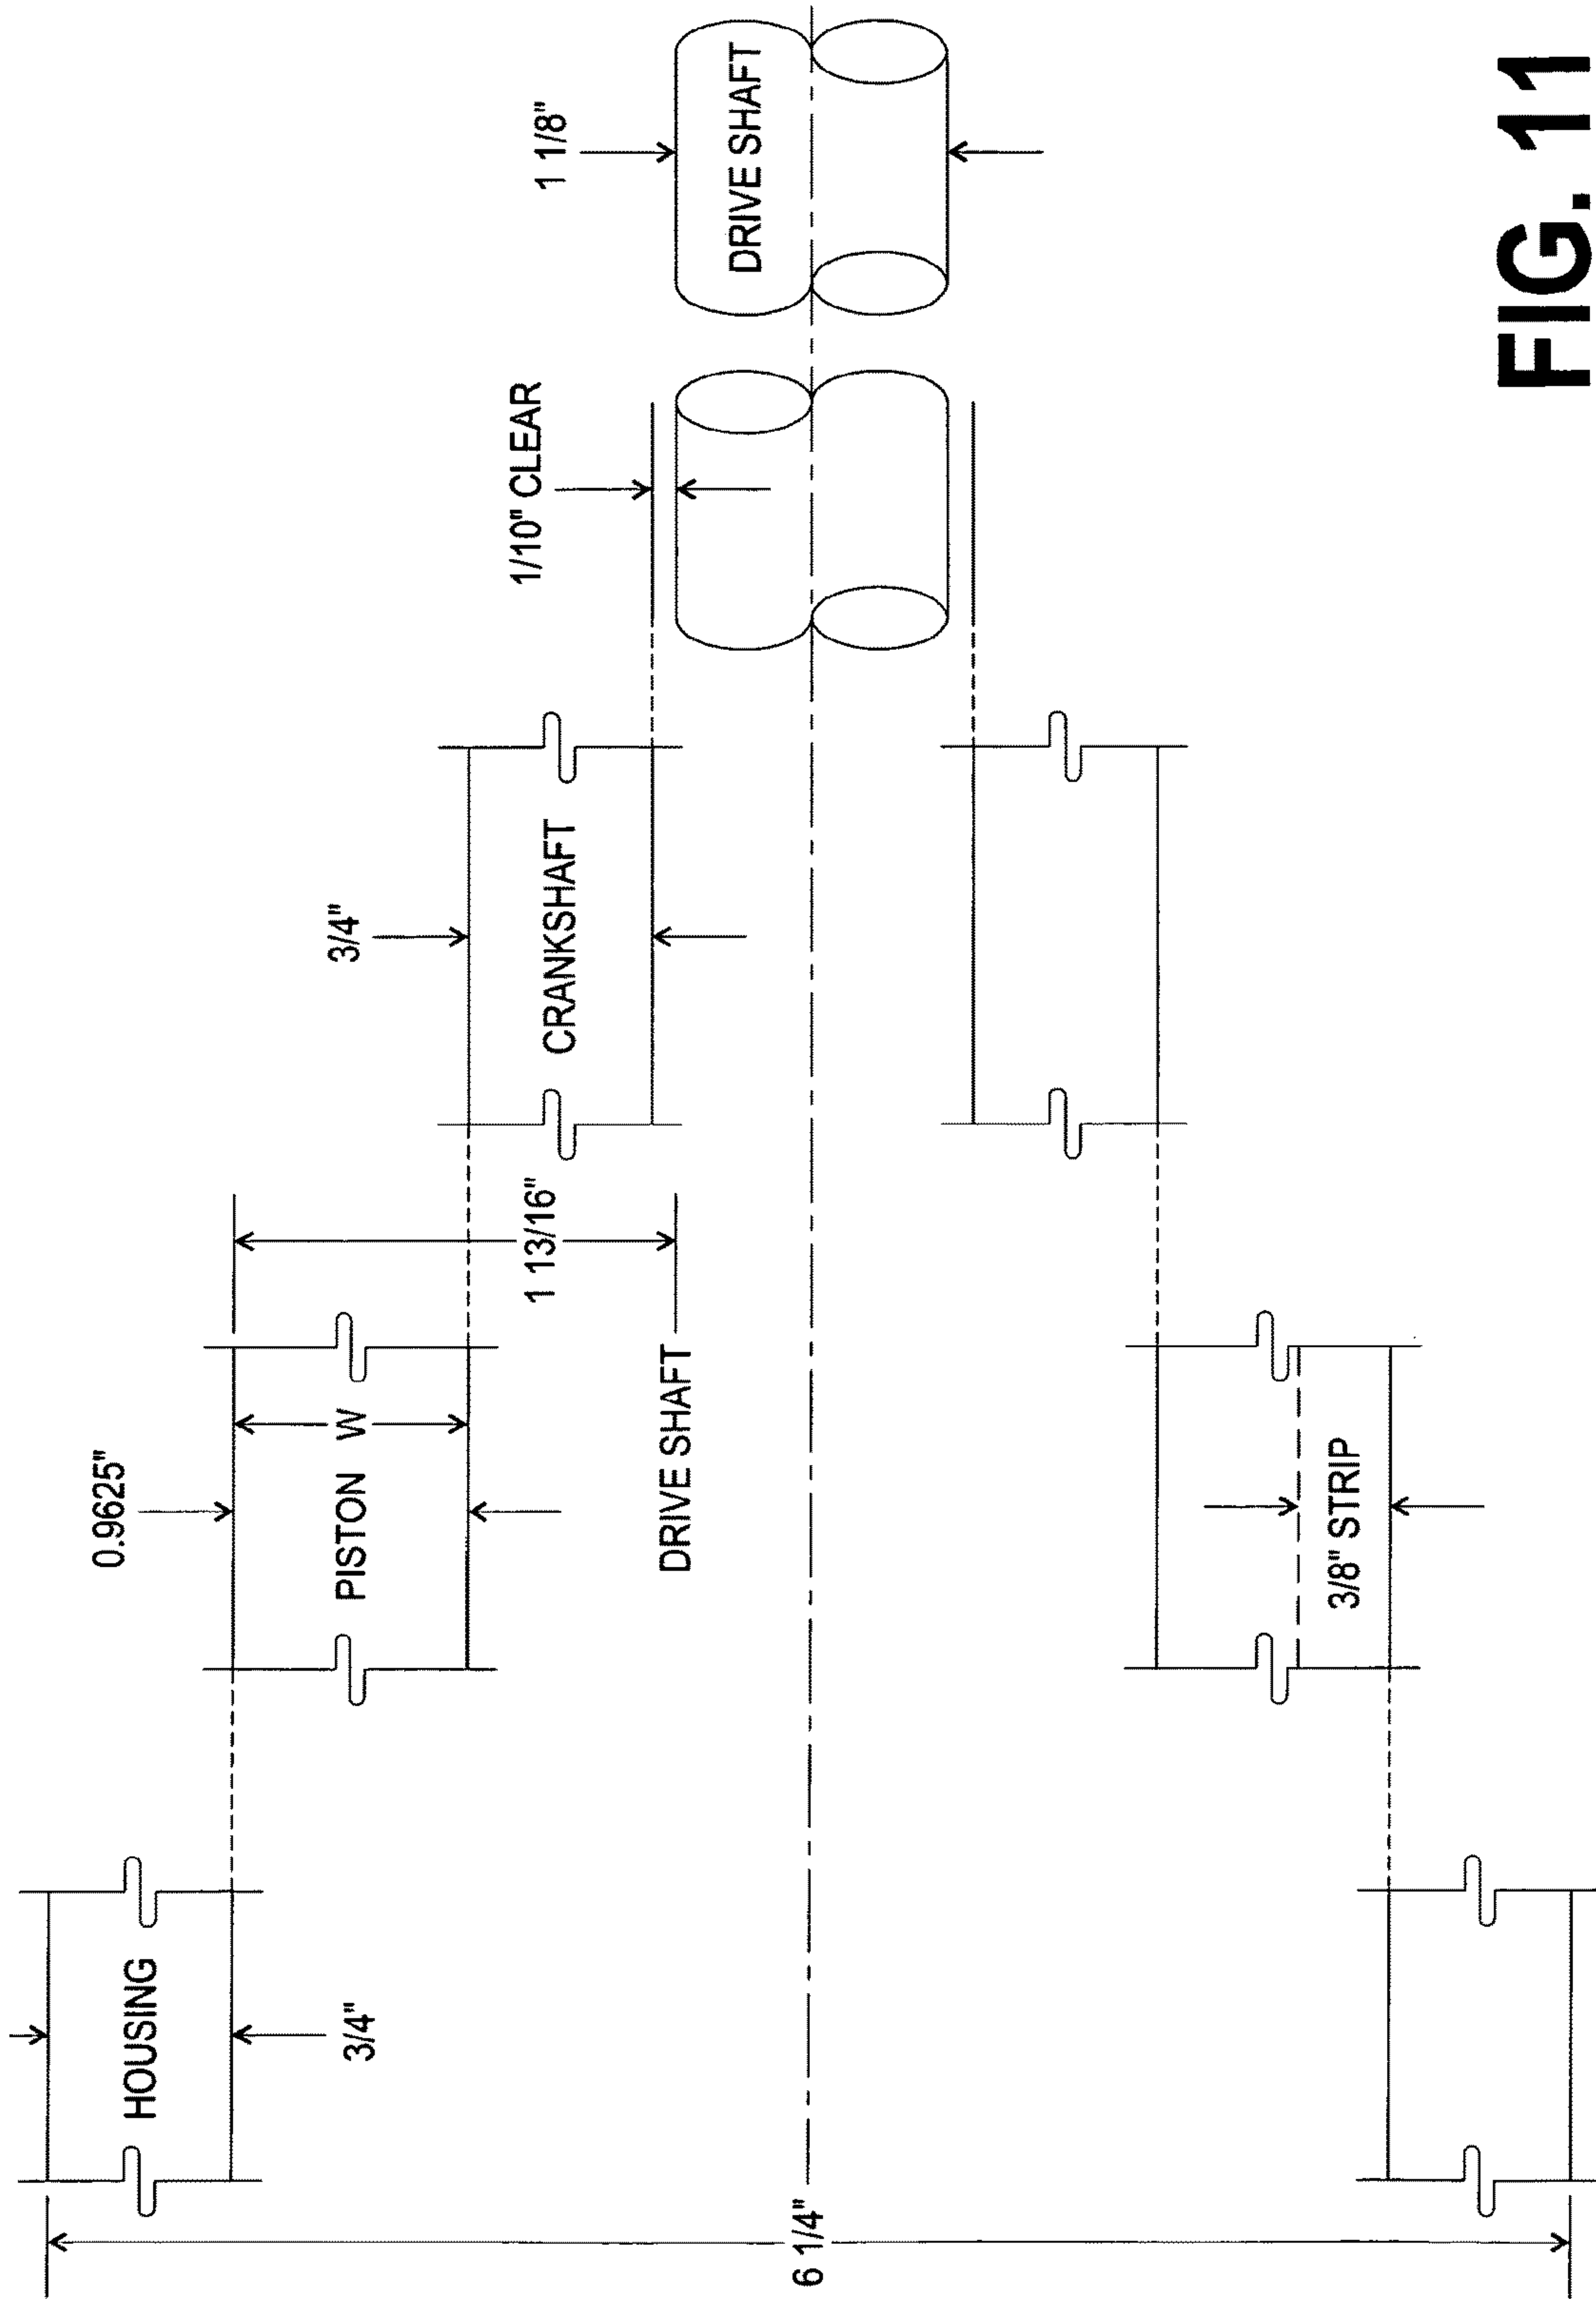 HOUSING
3/4"
6 1/4"
0.9625"
PISTON W
1 13/16"
DRIVE SHAFT
3/8" STRIP
3/4"
CRANKSHAFT
1/10" CLEAR
1 1/8"
DRIVE SHAFT
FIG. 11